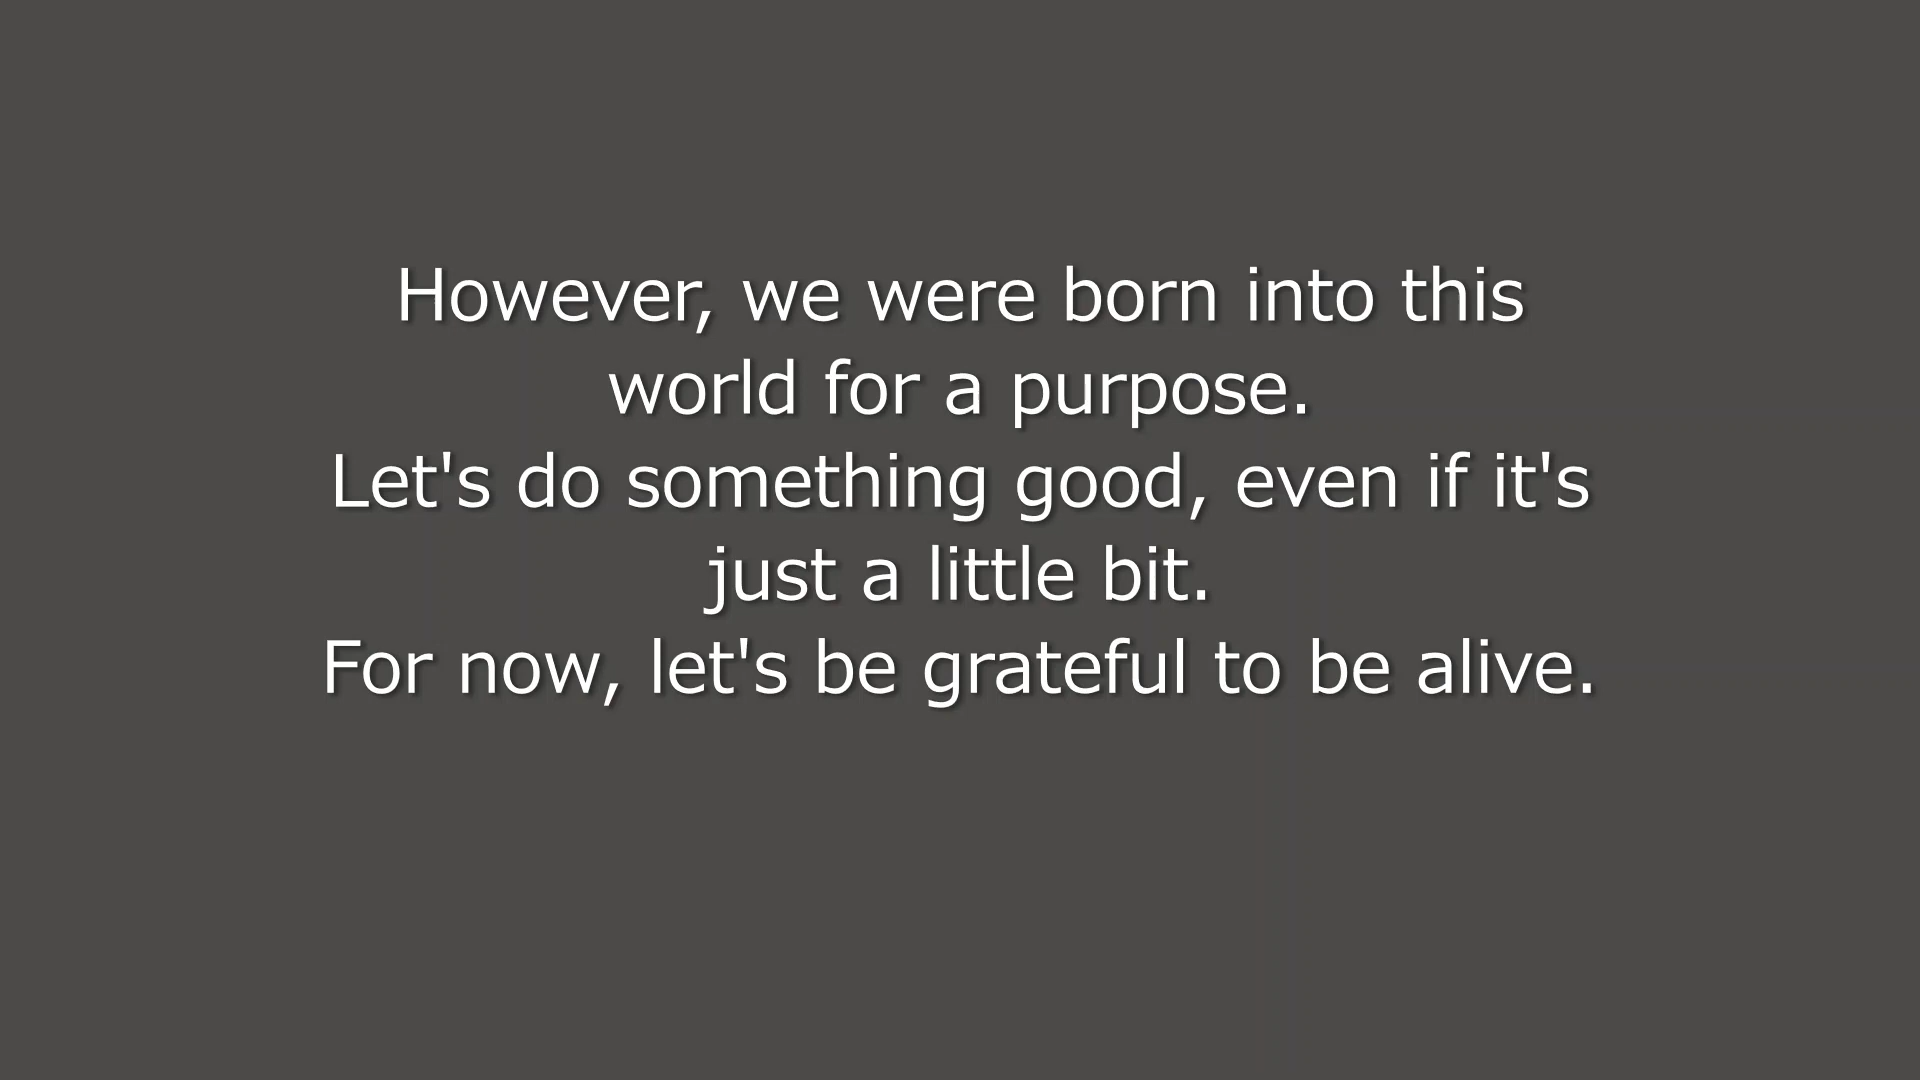 However, we were born into this
world for a purpose.
Let's do something good, even if it's
just a little bit.
For now, let's be grateful to be alive.